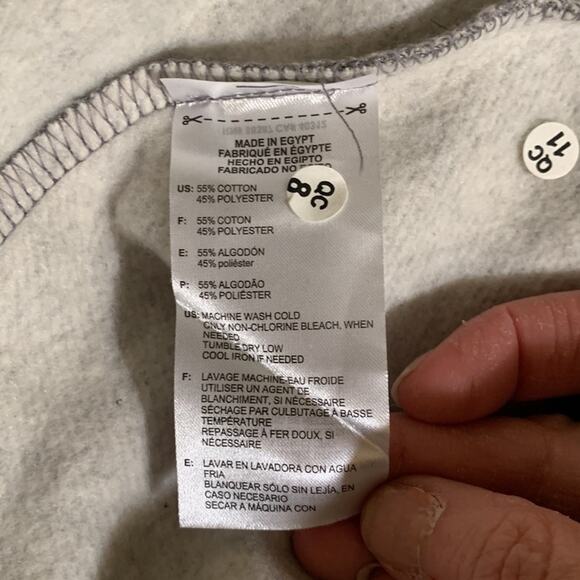 MADE IN EGYPT
FABRIQUÉ EN ÉGYPTE
HECHO EN EGIPTO
FABRICADO NO
QC
8
QC
11
US: 55% COTTON
45% POLYESTER
F: 55% COTON
45% POLYESTER
E: 55% ALGODÓN
45% poliéster
P: 55% ALGODÃO
45% POLIÉSTER
US: MACHINE WASH COLD
ONLY NON-CHLORINE BLEACH, WHEN
NEEDED
TUMBLE DRY LOW
COOL IRON IF NEEDED
F: LAVAGE MACHINE EAU FROIDE
UTILISER UN AGENT DE
BLANCHIMENT, SI NÉCESSAIRE
SÉCHAGE PAR CULBUTAGE À BASSE
TEMPÉRATURE
REPASSAGE À FER DOUX, SI
NÉCESSAIRE
E: LAVAR EN LAVADORA CON AGUA
FRIA
BLANQUEAR SÓLO SIN LEJÍA, EN
CASO NECESARIO
SECAR A MÁQUINA CON